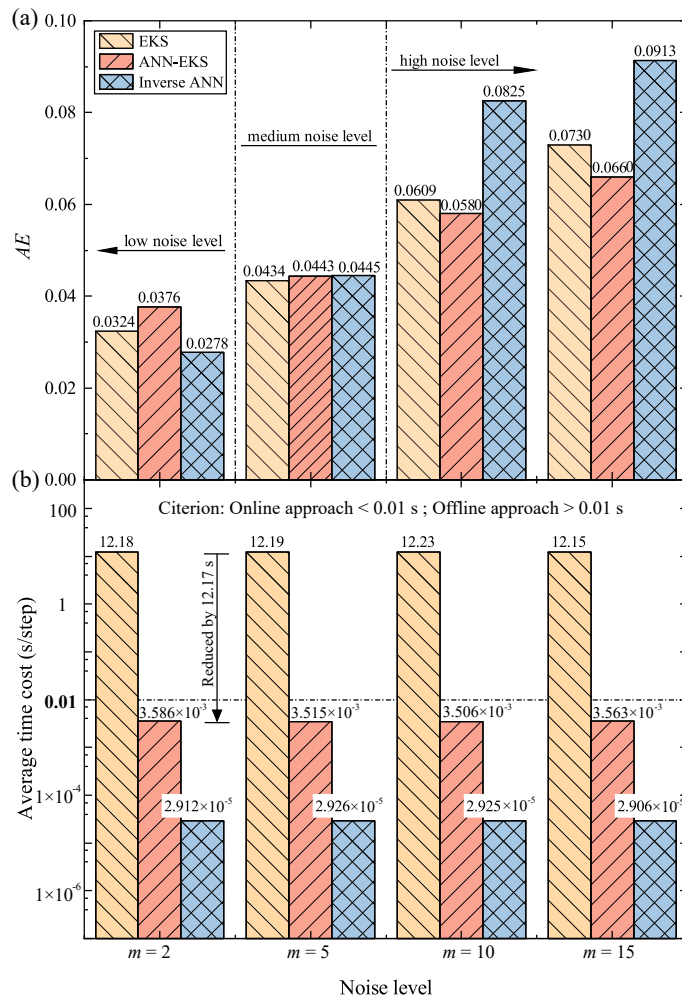 (a)
0.10
0.08
0.06
0.04
0.02
0.00
AE
EKS
ANN-EKS
Inverse ANN
high noise level
medium noise level
low noise level
0.0324
0.0376
0.0278
0.0434
0.0443
0.0445
0.0609
0.0580
0.0825
0.0730
0.0660
0.0913
(b)
Citerion: Online approach < 0.01 s ; Offline approach > 0.01 s
100
1
0.01
1×10⁻⁴
1×10⁻⁶
Average time cost (s/step)
12.18
12.19
12.23
12.15
Reduced by 12.17 s
3.586×10⁻³
3.515×10⁻³
3.506×10⁻³
3.563×10⁻³
2.912×10⁻⁵
2.926×10⁻⁵
2.925×10⁻⁵
2.906×10⁻⁵
m = 2
m = 5
m = 10
m = 15
Noise level